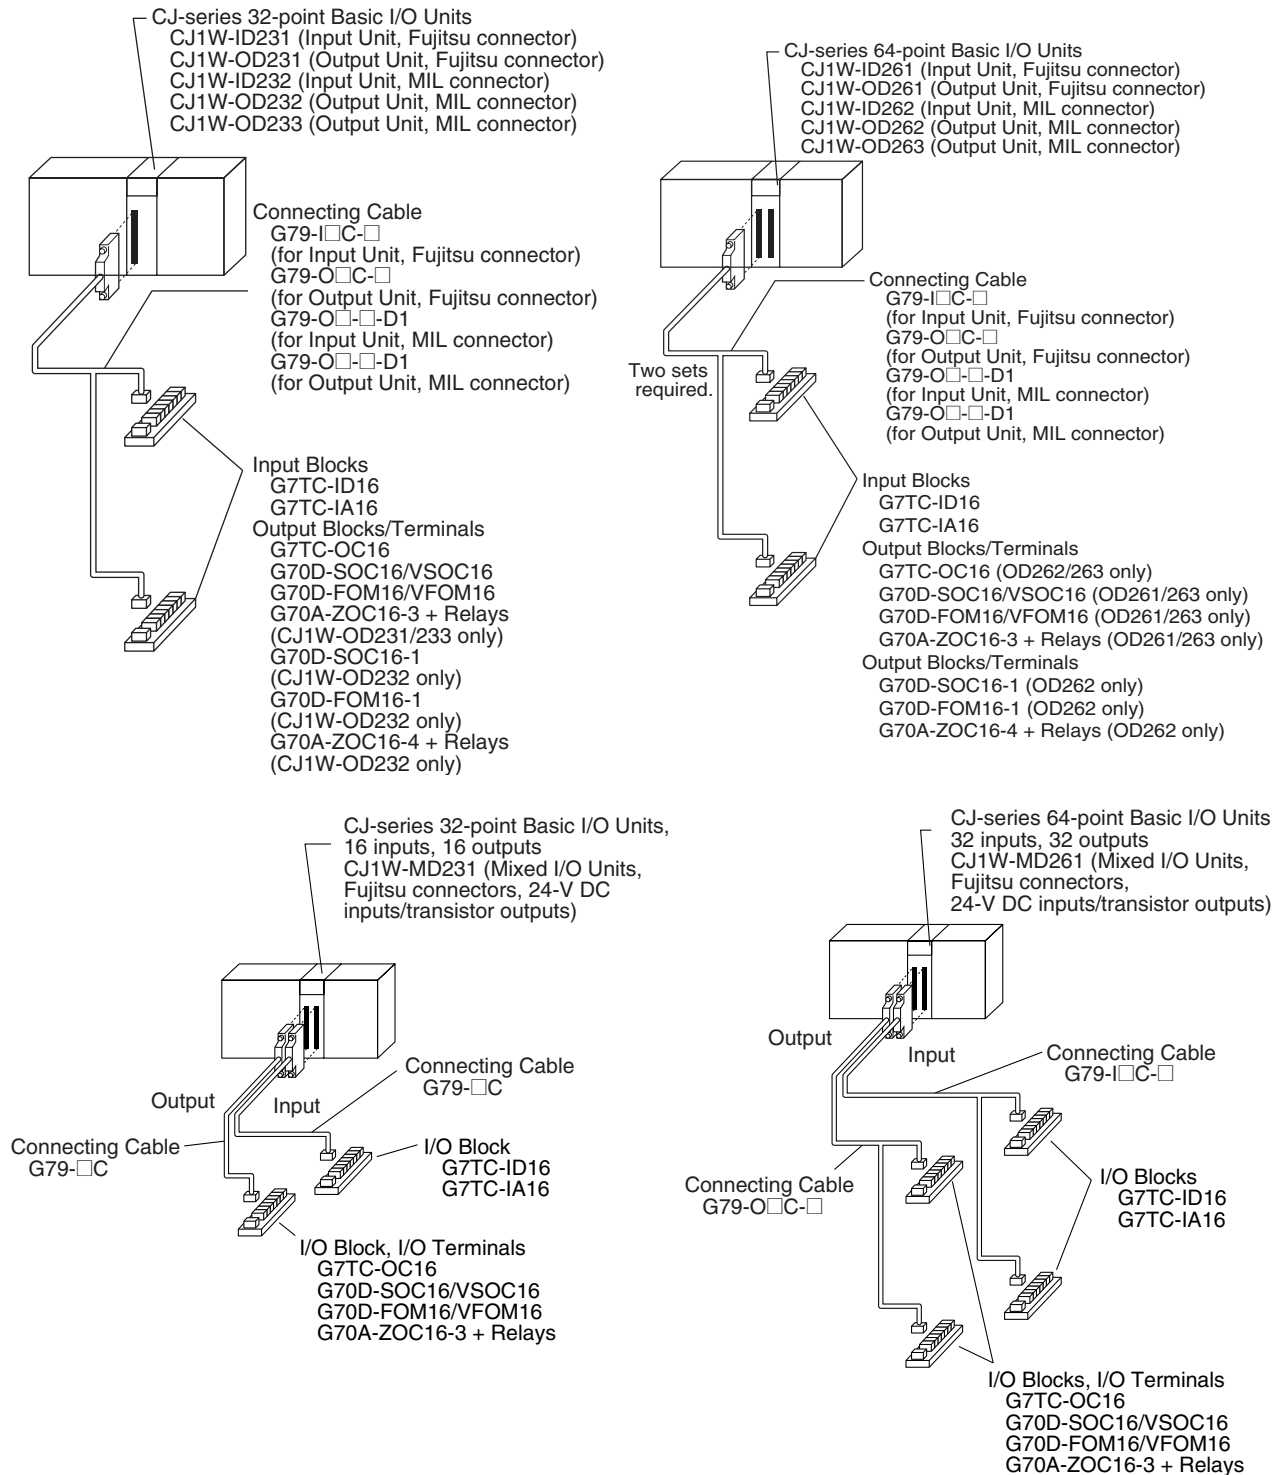 CJ-series 32-point Basic I/O Units
CJ1W-ID231 (Input Unit, Fujitsu connector)
CJ1W-OD231 (Output Unit, Fujitsu connector)
CJ1W-ID232 (Input Unit, MIL connector)
CJ1W-OD232 (Output Unit, MIL connector)
CJ1W-OD233 (Output Unit, MIL connector)
Connecting Cable
G79-I□C-□
(for Input Unit, Fujitsu connector)
G79-O□C-□
(for Output Unit, Fujitsu connector)
G79-O□-□-D1
(for Input Unit, MIL connector)
G79-O□-□-D1
(for Output Unit, MIL connector)
Input Blocks
G7TC-ID16
G7TC-IA16
Output Blocks/Terminals
G7TC-OC16
G70D-SOC16/VSOC16
G70D-FOM16/VFOM16
G70A-ZOC16-3 + Relays
(CJ1W-OD231/233 only)
G70D-SOC16-1
(CJ1W-OD232 only)
G70D-FOM16-1
(CJ1W-OD232 only)
G70A-ZOC16-4 + Relays
(CJ1W-OD232 only)
CJ-series 64-point Basic I/O Units
CJ1W-ID261 (Input Unit, Fujitsu connector)
CJ1W-OD261 (Output Unit, Fujitsu connector)
CJ1W-ID262 (Input Unit, MIL connector)
CJ1W-OD262 (Output Unit, MIL connector)
CJ1W-OD263 (Output Unit, MIL connector)
Connecting Cable
G79-I□C-□
(for Input Unit, Fujitsu connector)
G79-O□C-□
(for Output Unit, Fujitsu connector)
G79-O□-□-D1
(for Input Unit, MIL connector)
G79-O□-□-D1
(for Output Unit, MIL connector)
Two sets
required.
Input Blocks
G7TC-ID16
G7TC-IA16
Output Blocks/Terminals
G7TC-OC16 (OD262/263 only)
G70D-SOC16/VSOC16 (OD261/263 only)
G70D-FOM16/VFOM16 (OD261/263 only)
G70A-ZOC16-3 + Relays (OD261/263 only)
Output Blocks/Terminals
G70D-SOC16-1 (OD262 only)
G70D-FOM16-1 (OD262 only)
G70A-ZOC16-4 + Relays (OD262 only)
CJ-series 32-point Basic I/O Units,
16 inputs, 16 outputs
CJ1W-MD231 (Mixed I/O Units,
Fujitsu connectors, 24-V DC
inputs/transistor outputs)
Connecting Cable
G79-□C
Output
Input
Connecting Cable
G79-□C
I/O Block
G7TC-ID16
G7TC-IA16
I/O Block, I/O Terminals
G7TC-OC16
G70D-SOC16/VSOC16
G70D-FOM16/VFOM16
G70A-ZOC16-3 + Relays
CJ-series 64-point Basic I/O Units
32 inputs, 32 outputs
CJ1W-MD261 (Mixed I/O Units,
Fujitsu connectors,
24-V DC inputs/transistor outputs)
Output
Input
Connecting Cable
G79-I□C-□
Connecting Cable
G79-O□C-□
I/O Blocks
G7TC-ID16
G7TC-IA16
I/O Blocks, I/O Terminals
G7TC-OC16
G70D-SOC16/VSOC16
G70D-FOM16/VFOM16
G70A-ZOC16-3 + Relays